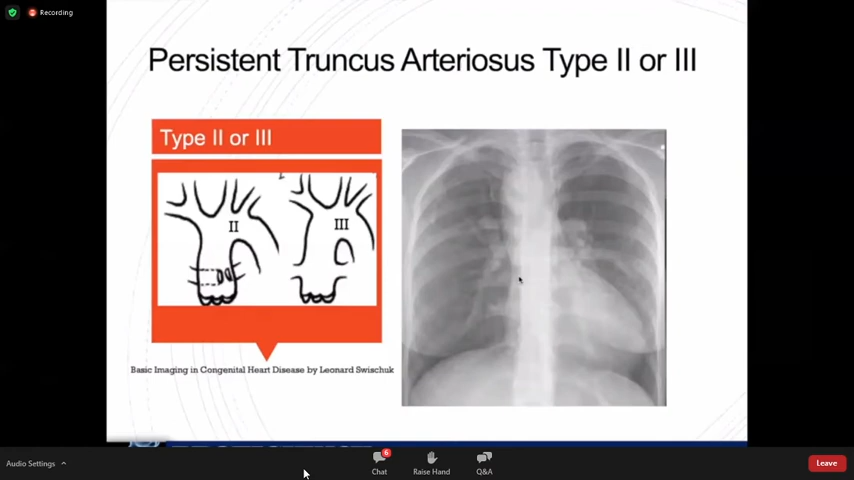 Recording
Persistent Truncus Arteriosus Type II or III
Type II or III
II
III
Basic Imaging in Congenital Heart Disease by Leonard Swischuk
Audio Settings
6
Chat
Raise Hand
Q&A
Leave